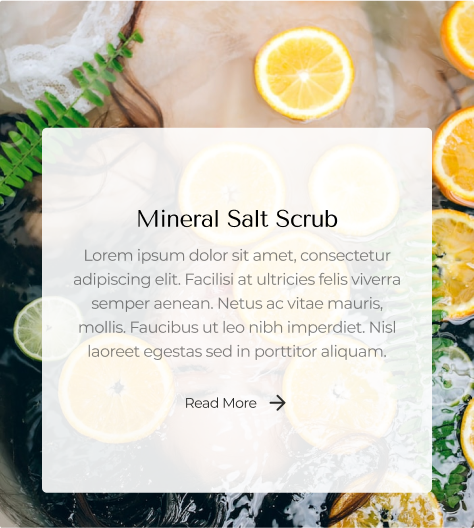 Mineral Salt Scrub
Lorem ipsum dolor sit amet, consectetur
adipiscing elit. Facilisi at ultricies felis viverra
semper aenean. Netus ac vitae mauris,
mollis. Faucibus ut leo nibh imperdiet. Nisl
laoreet egestas sed in porttitor aliquam.
Read More